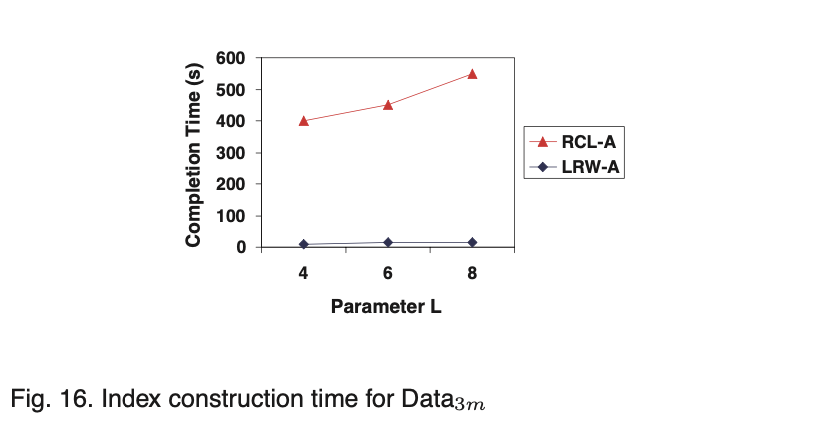 600
500
400
300
200
100
0
Completion Time (s)
4 6 8
Parameter L
RCL-A
LRW-A
Fig. 16. Index construction time for Data3m